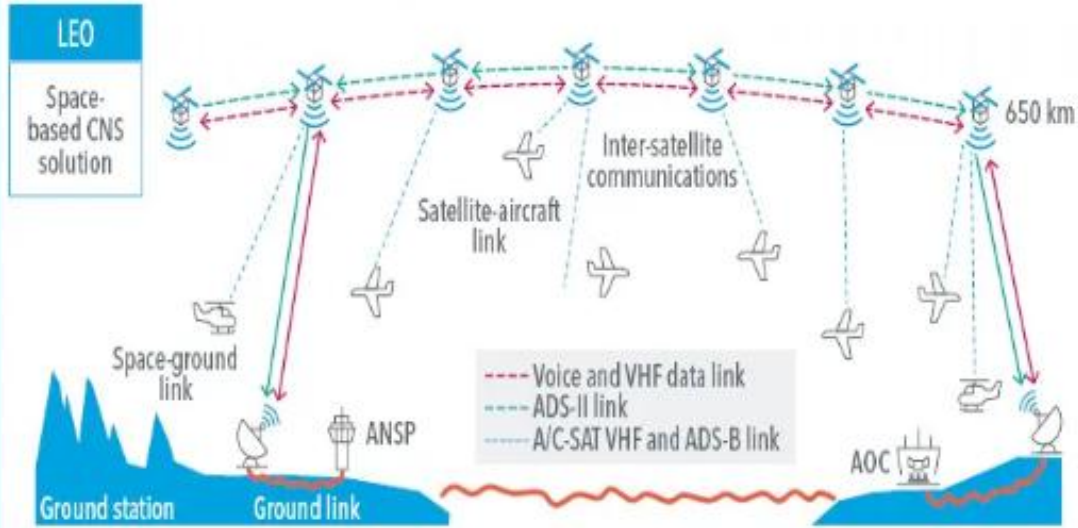 LEO
Space-
based CNS
solution
650 km
Inter-satellite
communications
Satellite-aircraft
link
Space-ground
link
Voice and VHF data link
ADS-II link
A/C-SAT VHF and ADS-B link
ANSP
AOC
Ground station
Ground link